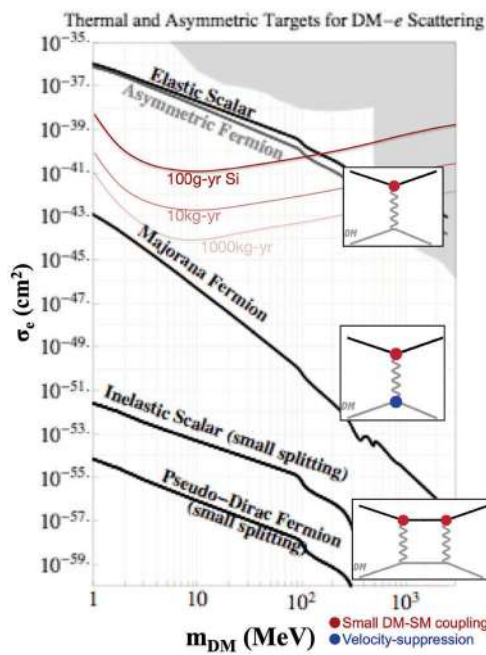 Thermal and Asymmetric Targets for DM-e Scattering
10^-35.
10^-37.
10^-39.
10^-41.
10^-43.
10^-45.
10^-47.
10^-49.
10^-51.
10^-53.
10^-55.
10^-57.
10^-59.
σe (cm²)
Elastic Scalar
Asymmetric Fermion
100g-yr Si
10kg-yr
1000kg-yr
DM
Majorana Fermion
DM
Inelastic Scalar (small splitting)
Pseudo-Dirac Fermion
(small splitting)
DM
1
10
10²
10³
mDM (MeV)
Small DM-SM coupling
Velocity-suppression